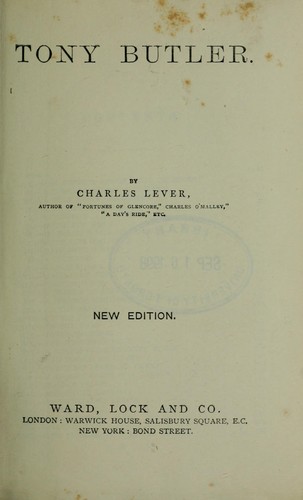 TONY BUTLER.
BY
CHARLES LEVER,
AUTHOR OF "FORTUNES OF GLENCORE," CHARLES O'MALLEY,"
"A DAY'S RIDE," ETC.
NEW EDITION.
WARD, LOCK AND CO.
LONDON: WARWICK HOUSE, SALISBURY SQUARE, E.C.
NEW YORK: BOND STREET.